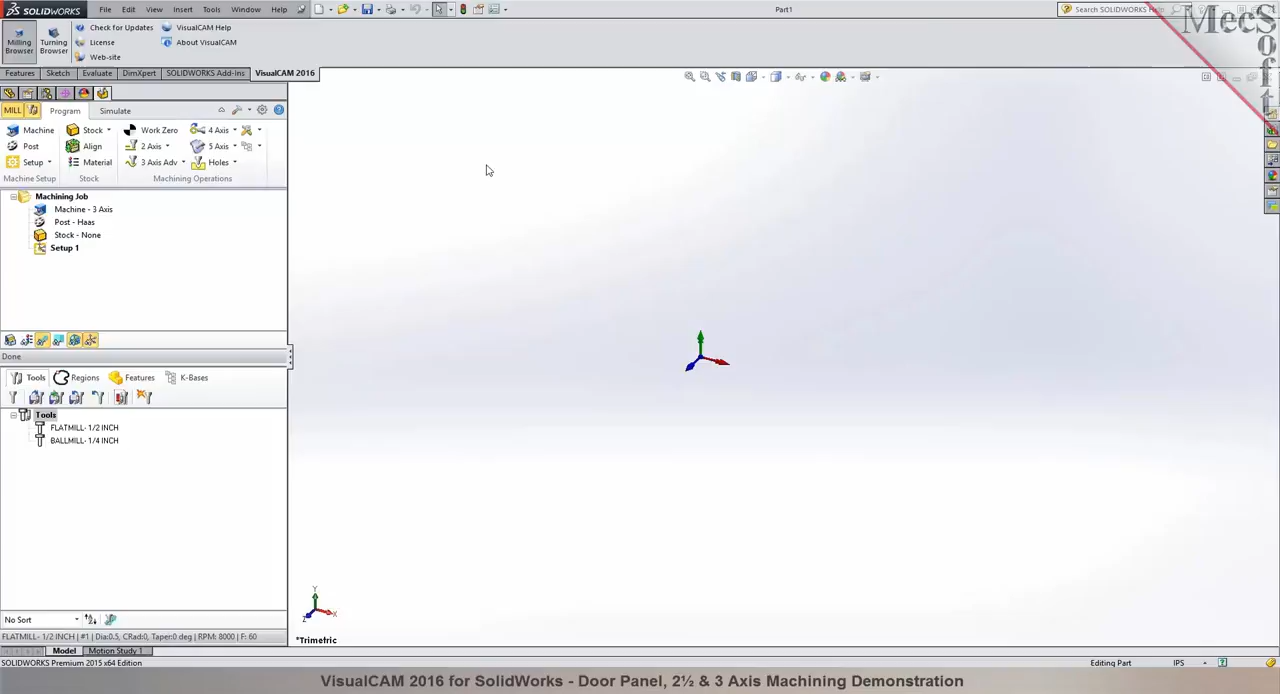 SOLIDWORKS File Edit View Insert Tools Window Help Part1 Search SOLIDWORKS Help
MecSoft
Milling Browser
Turning Browser
Check for Updates VisualCAM Help
License About VisualCAM
Web-site
Features Sketch Evaluate DimXpert SOLIDWORKS Add-Ins VisualCAM 2016
MILL Program Simulate
Machine Stock Work Zero 4 Axis
Post Align 2 Axis 5 Axis
Setup Material 3 Axis Adv Holes
Machine Setup Stock Machining Operations
Machining Job
Machine - 3 Axis
Post - Haas
Stock - None
Setup 1
Done
Tools Regions Features K-Bases
Tools
FLATMILL- 1/2 INCH
BALLMILL- 1/4 INCH
Y
X
Z
No Sort
FLATMILL- 1/2 INCH | #1 | Dia:0.5, CRad:0, Taper:0 deg | RPM: 8000 | F: 60
*Trimetric
Model Motion Study 1
SOLIDWORKS Premium 2015 x64 Edition Editing Part IPS
VisualCAM 2016 for SolidWorks - Door Panel, 2½ & 3 Axis Machining Demonstration